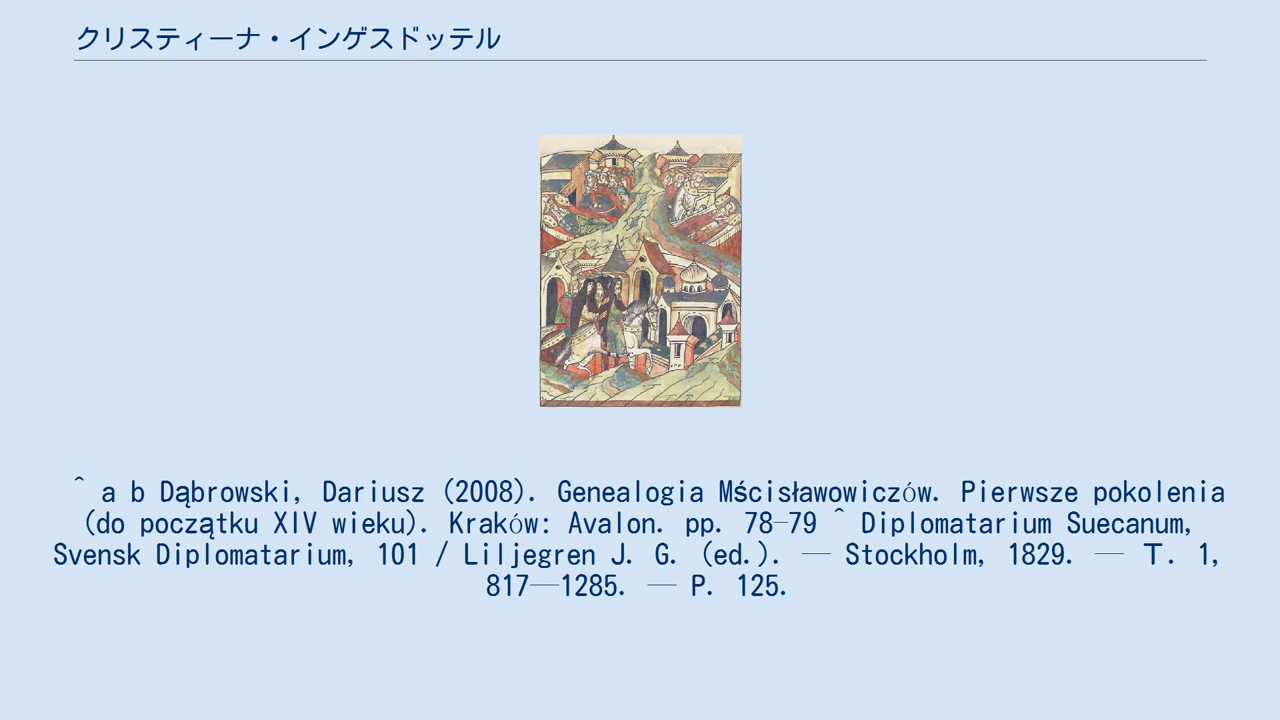 クリスティーナ・インゲスドッテル
^ a b Dąbrowski, Dariusz (2008). Genealogia Mścisławowiczów. Pierwsze pokolenia
(do początku XIV wieku). Kraków: Avalon. pp. 78–79 ^ Diplomatarium Suecanum,
Svensk Diplomatarium, 101 / Liljegren J. G. (ed.). — Stockholm, 1829. — Т. 1,
817—1285. — P. 125.